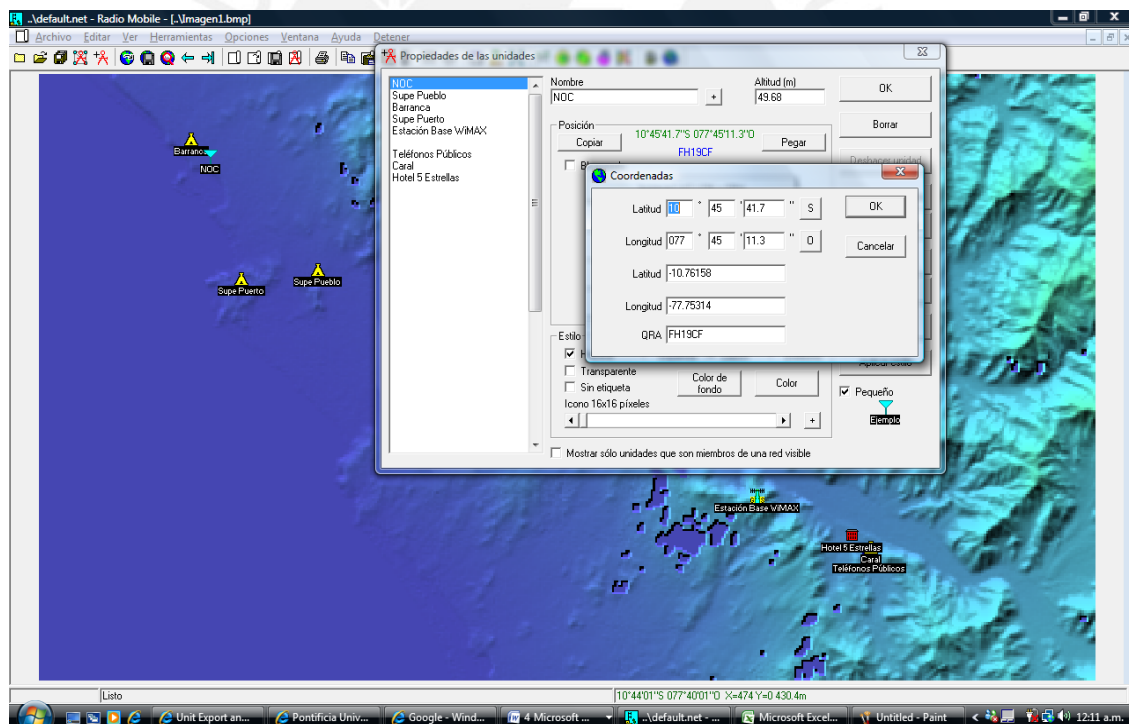 ..\default.net - Radio Mobile - [..\Imagen1.bmp]
Archivo Editar Ver Herramientas Opciones Ventana Ayuda Detener
Propiedades de las unidades
NOC
Supe Pueblo
Barranca
Supe Puerto
Estación Base WiMAX
Teléfonos Públicos
Caral
Hotel 5 Estrellas
Nombre
NOC
+
Altitud (m)
49.68
OK
Borrar
Deshacer unidad
Posición
Copiar
10°45'41.7"S 077°45'11.3"O
FH19CF
Pegar
Coordenadas
Latitud 10 ° 45 ' 41.7 " S
OK
Longitud 077 ° 45 ' 11.3 " O
Cancelar
Latitud -10.76158
Longitud -77.75314
QRA FH19CF
Estilo
Transparente
Sin etiqueta
Color de fondo
Color
Icono 16x16 píxeles
+
Aplicar estilo
Pequeño
Ejemplo
Mostrar sólo unidades que son miembros de una red visible
Barranca
NOC
Supe Puerto
Supe Pueblo
Estación Base WiMAX
Hotel 5 Estrellas
Caral
Teléfonos Públicos
Listo
10°44'01"S 077°40'01"O X=474 Y=0 430.4m
Unit Export an...
Pontificia Univ...
Google - Wind...
4 Microsoft ...
..\default.net - ...
Microsoft Excel...
Untitled - Paint
12:11 a.m.